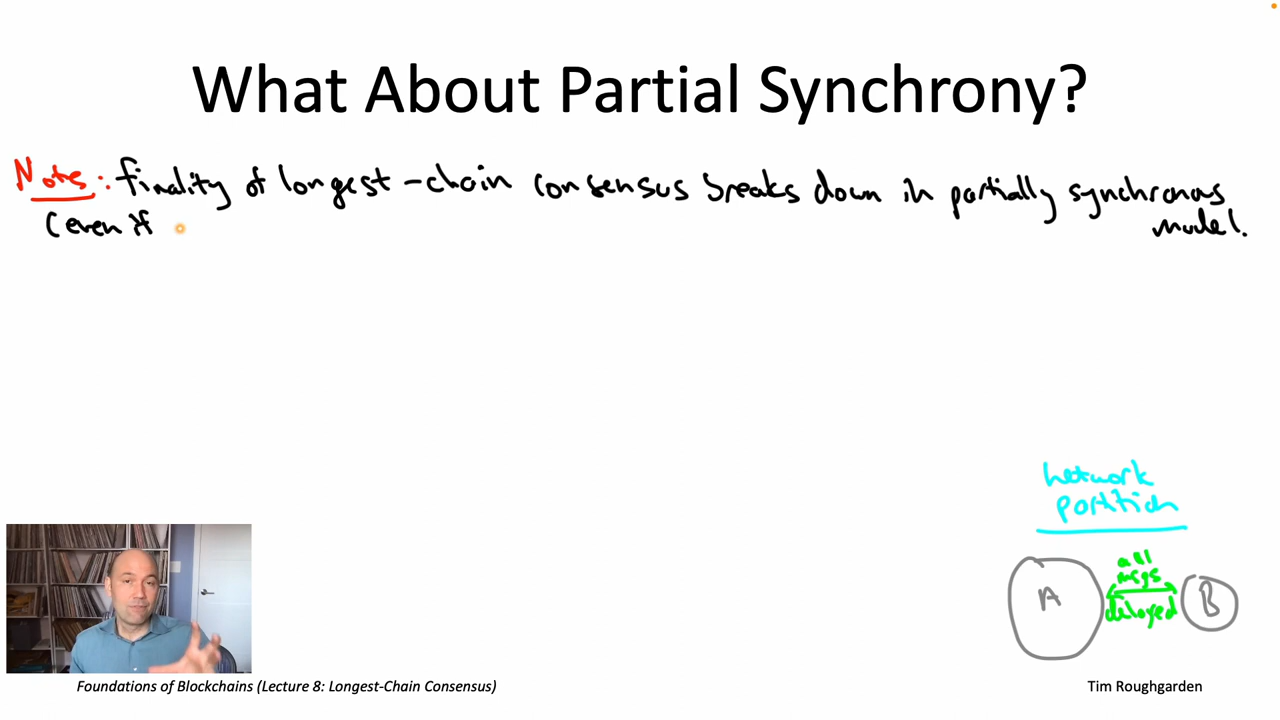 What About Partial Synchrony?
Note: finality of longest-chain consensus breaks down in partially synchronous
(even if
model.
network
partition
all
msgs
A
B
delayed
Foundations of Blockchains (Lecture 8: Longest-Chain Consensus)
Tim Roughgarden